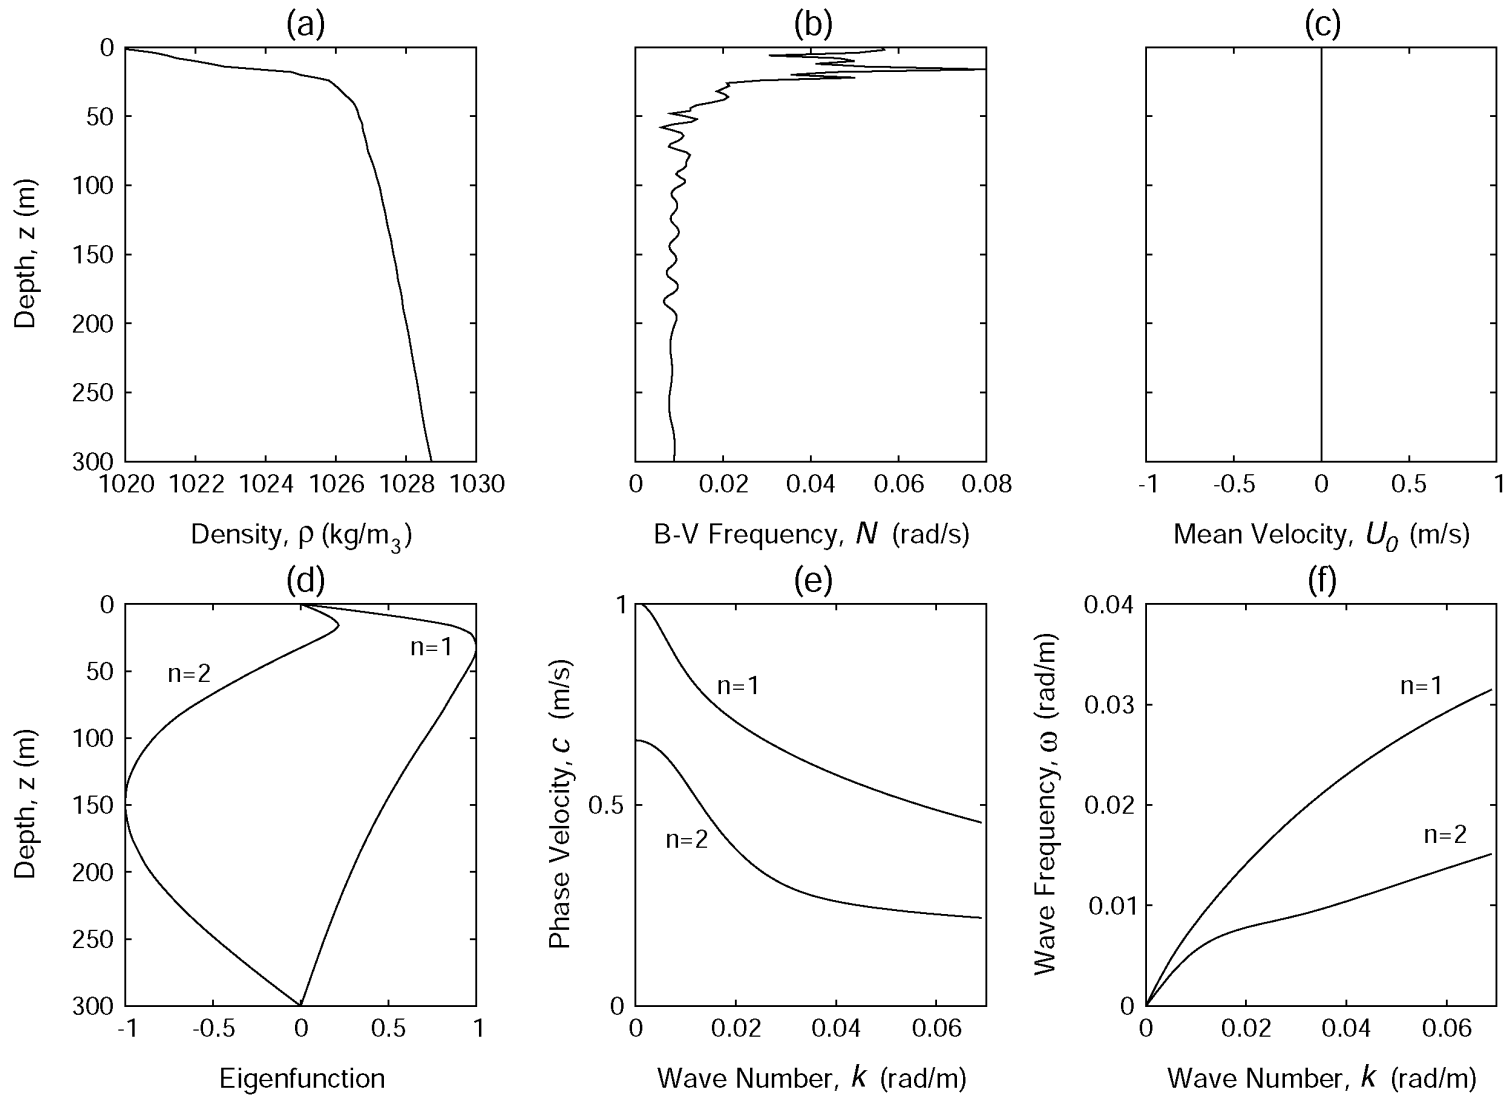 (a) (b) (c)
0
50
100
150
200
250
300
Depth, z (m)
1020 1022 1024 1026 1028 1030
0 0.02 0.04 0.06 0.08
-1 -0.5 0 0.5 1
Density, ρ (kg/m3)
B-V Frequency, N (rad/s)
Mean Velocity, U0 (m/s)
(d) (e) (f)
0
50
100
150
200
250
300
Depth, z (m)
n=1
n=2
-1 -0.5 0 0.5 1
Eigenfunction
1
0.5
0
Phase Velocity, c (m/s)
n=1
n=2
0 0.02 0.04 0.06
Wave Number, k (rad/m)
0.04
0.03
0.02
0.01
0
Wave Frequency, ω (rad/m)
n=1
n=2
0 0.02 0.04 0.06
Wave Number, k (rad/m)